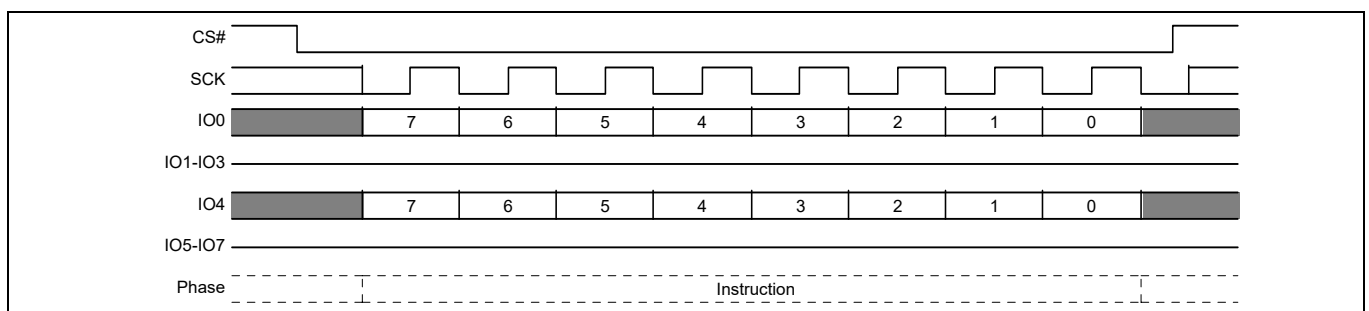 CS#
SCK
IO0 7 6 5 4 3 2 1 0
IO1-IO3
IO4 7 6 5 4 3 2 1 0
IO5-IO7
Phase Instruction